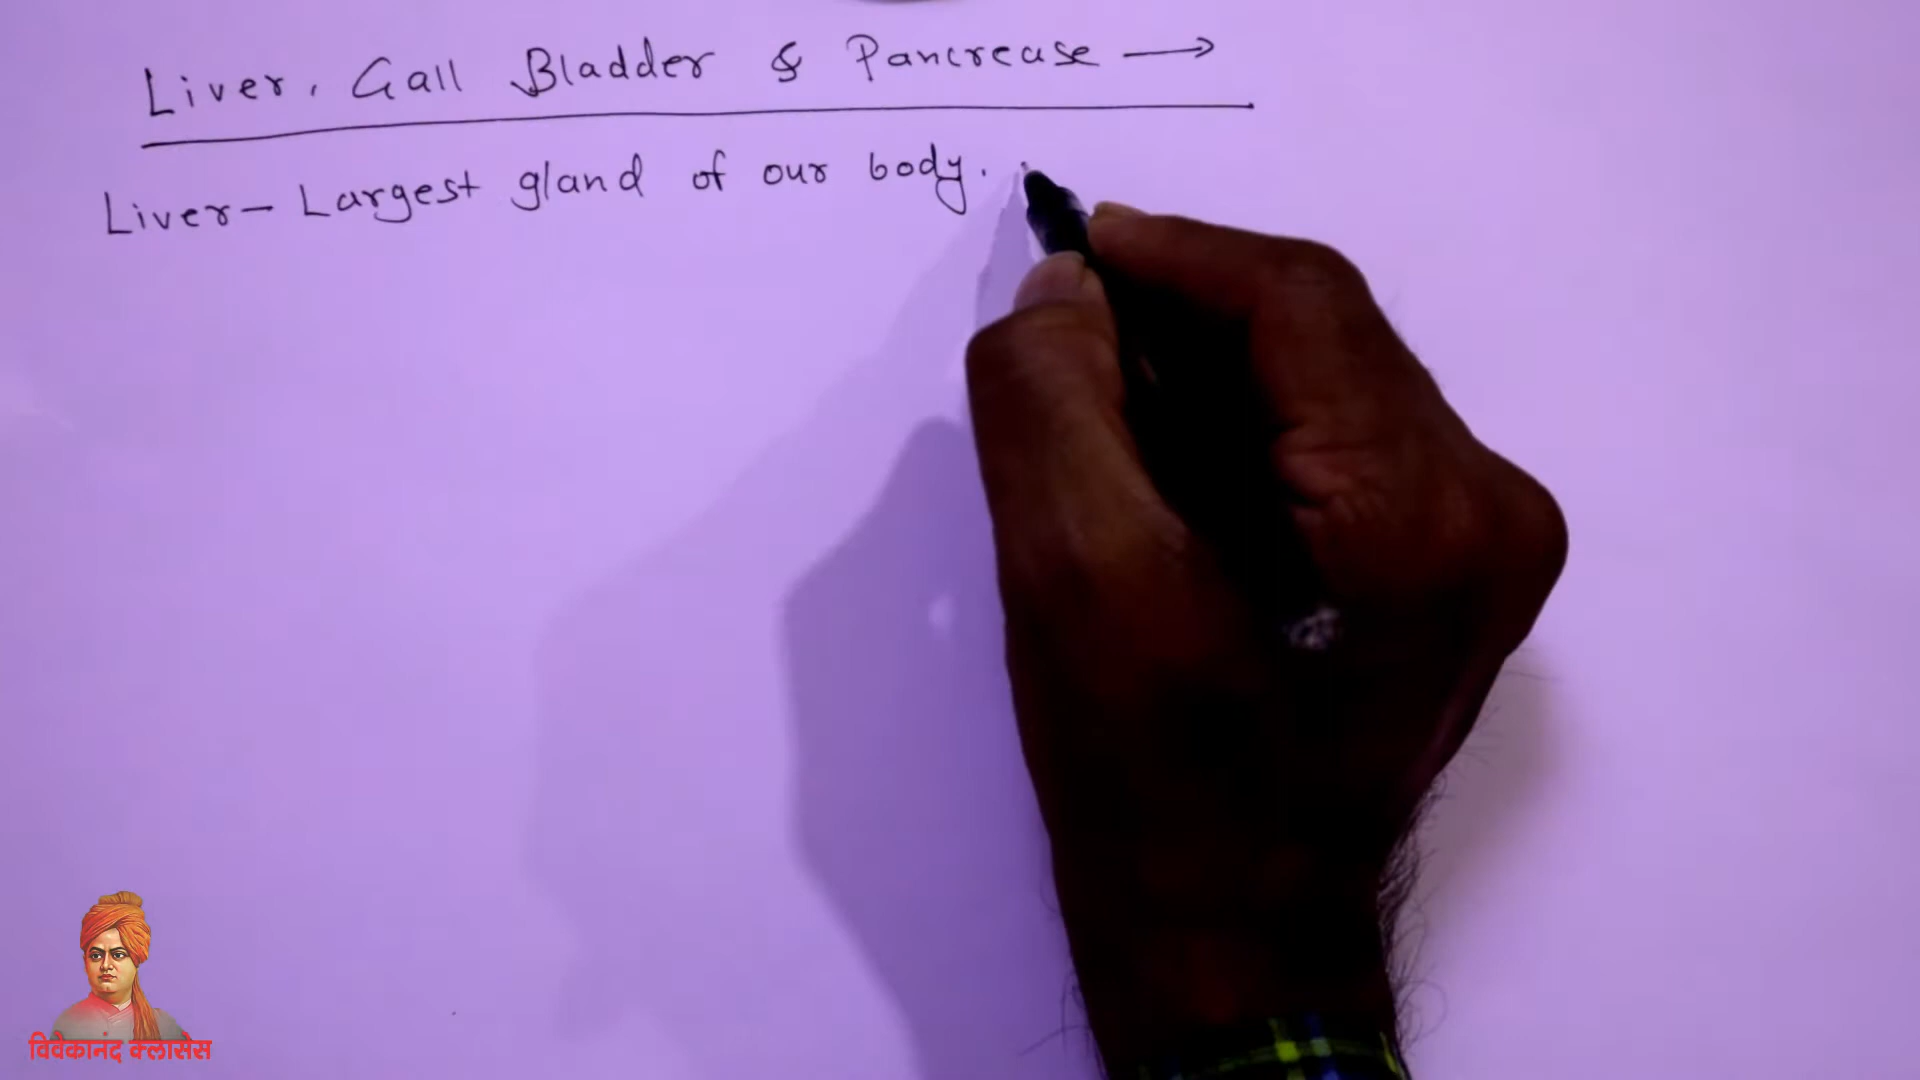 Liver, Gall Bladder & Pancrease →
Liver - Largest gland of our body.
विवेकानंद क्लासेस